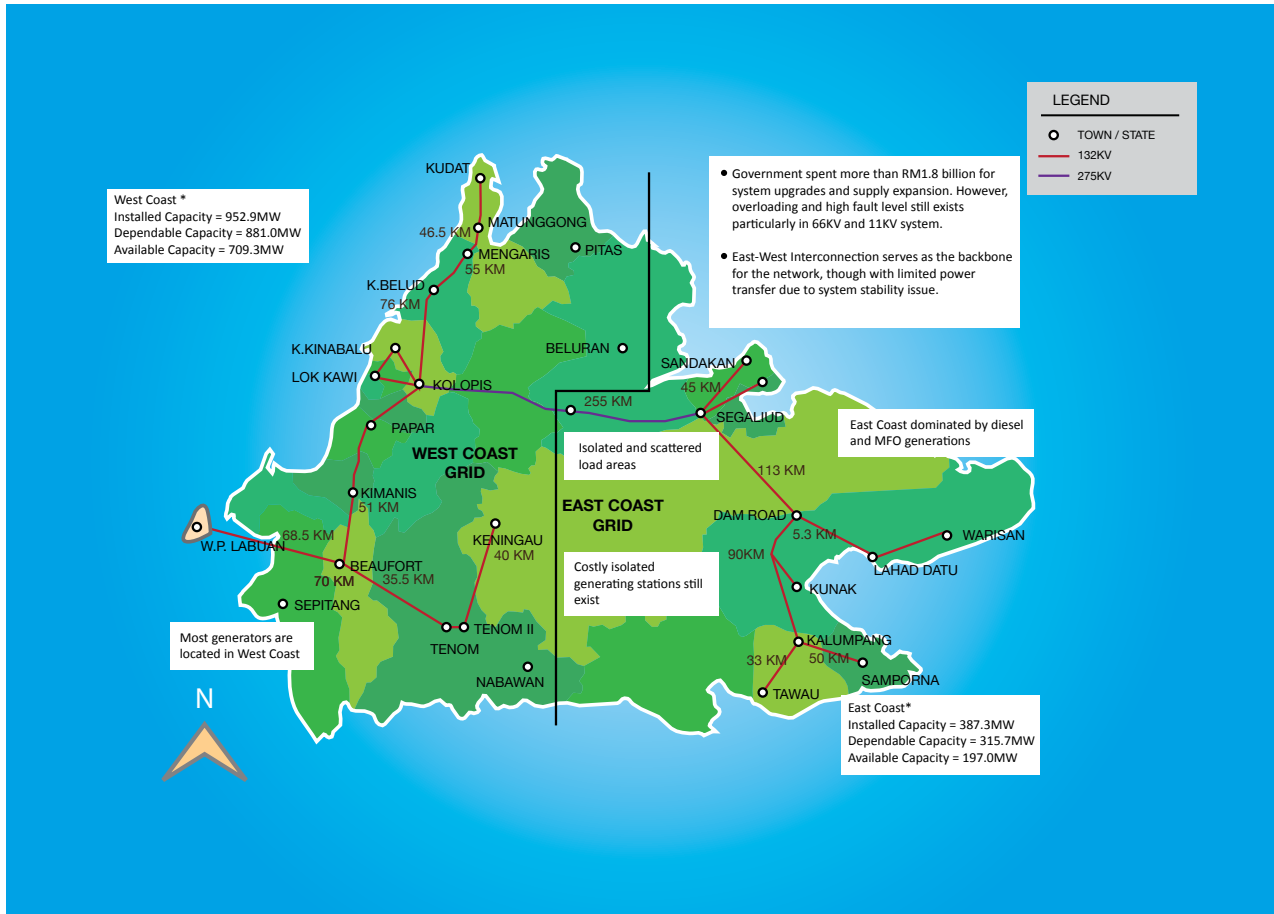 LEGEND
TOWN / STATE
132KV
275KV
• Government spent more than RM1.8 billion for
system upgrades and supply expansion. However,
overloading and high fault level still exists
particularly in 66KV and 11KV system.
• East-West Interconnection serves as the backbone
for the network, though with limited power
transfer due to system stability issue.
West Coast *
Installed Capacity = 952.9MW
Dependable Capacity = 881.0MW
Available Capacity = 709.3MW
KUDAT
MATUNGGONG
46.5 KM
MENGARIS
55 KM
PITAS
K.BELUD
76 KM
K.KINABALU
BELURAN
SANDAKAN
LOK KAWI
KOLOPIS
45 KM
255 KM
SEGALIUD
PAPAR
East Coast dominated by diesel
and MFO generations
WEST COAST
GRID
Isolated and scattered
load areas
113 KM
KIMANIS
51 KM
EAST COAST
GRID
DAM ROAD
5.3 KM
WARISAN
68.5 KM
W.P. LABUAN
KENINGAU
40 KM
90KM
LAHAD DATU
BEAUFORT
70 KM
35.5 KM
Costly isolated
generating stations still
exist
KUNAK
SEPITANG
TENOM II
TENOM
KALUMPANG
Most generators are
located in West Coast
33 KM
50 KM
NABAWAN
SAMPORNA
TAWAU
N
East Coast*
Installed Capacity = 387.3MW
Dependable Capacity = 315.7MW
Available Capacity = 197.0MW